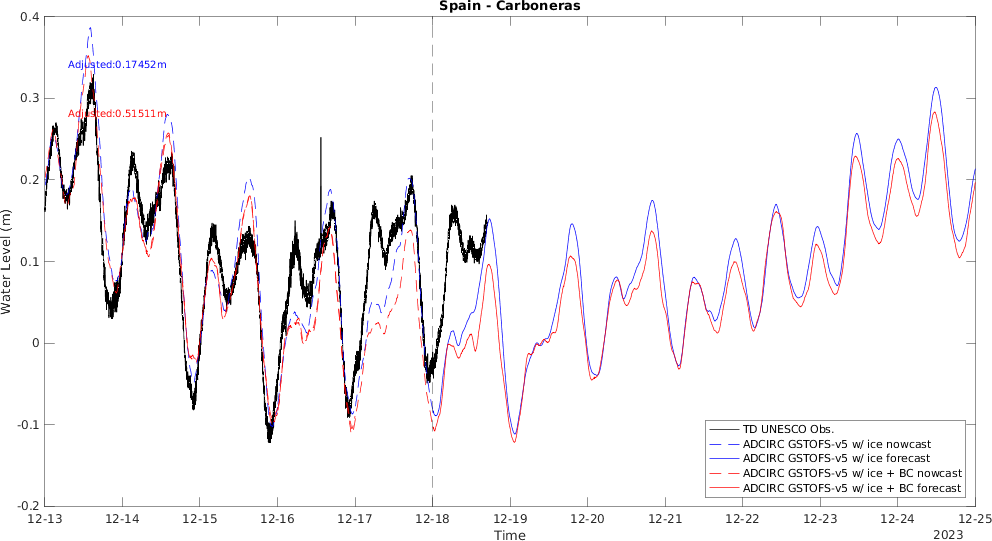 Spain - Carboneras
0.4
0.3
0.2
0.1
0
-0.1
-0.2
Water Level (m)
Adjusted:0.17452m
Adjusted:0.51511m
TD UNESCO Obs.
ADCIRC GSTOFS-v5 w/ ice nowcast
ADCIRC GSTOFS-v5 w/ ice forecast
ADCIRC GSTOFS-v5 w/ ice + BC nowcast
ADCIRC GSTOFS-v5 w/ ice + BC forecast
12-13 12-14 12-15 12-16 12-17 12-18 12-19 12-20 12-21 12-22 12-23 12-24 12-25
Time
2023